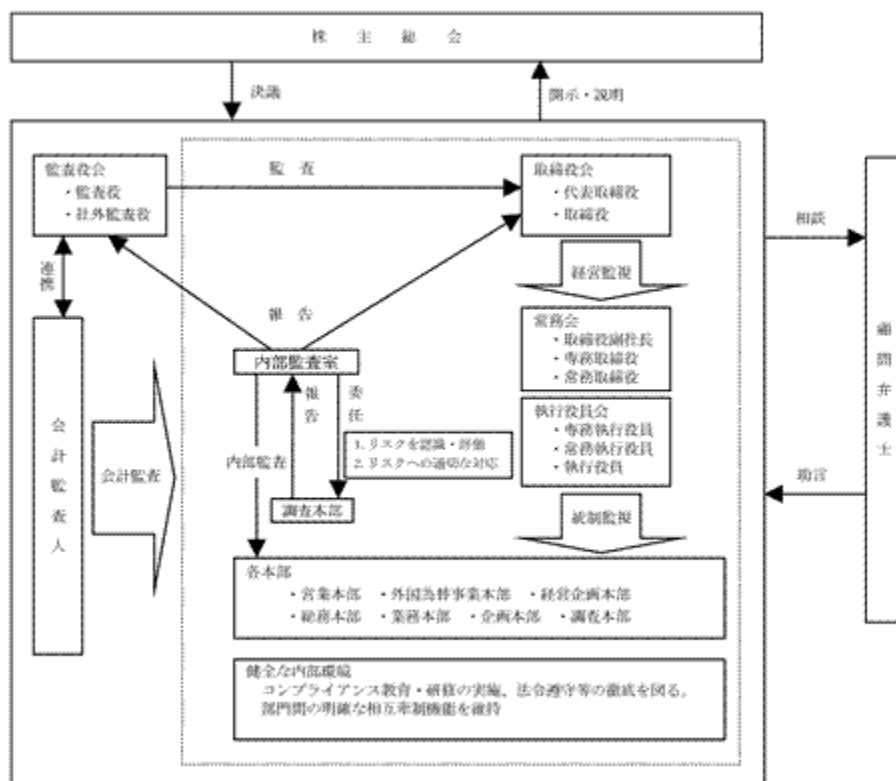 株主総会
決議
開示・説明
監査役会
・監査役
・社外監査役
監査
取締役会
・代表取締役
・取締役
相談
連携
経営監視
報告
常務会
・取締役副社長
・専務取締役
・常務取締役
内部監査室
報告
委任
執行役員会
・専務執行役員
・常務執行役員
・執行役員
1. リスクを認識・評価
2. リスクへの適切な対応
内部監査
会計監査人
会計監査
調査本部
統制監視
助言
顧問弁護士
各本部
・営業本部 ・外国為替事業本部 ・経営企画本部
・総務本部 ・業務本部 ・企画本部 ・調査本部
健全な内部環境
コンプライアンス教育・研修の実施、法令遵守等の徹底を図る。
部門間の明確な相互牽制機能を維持